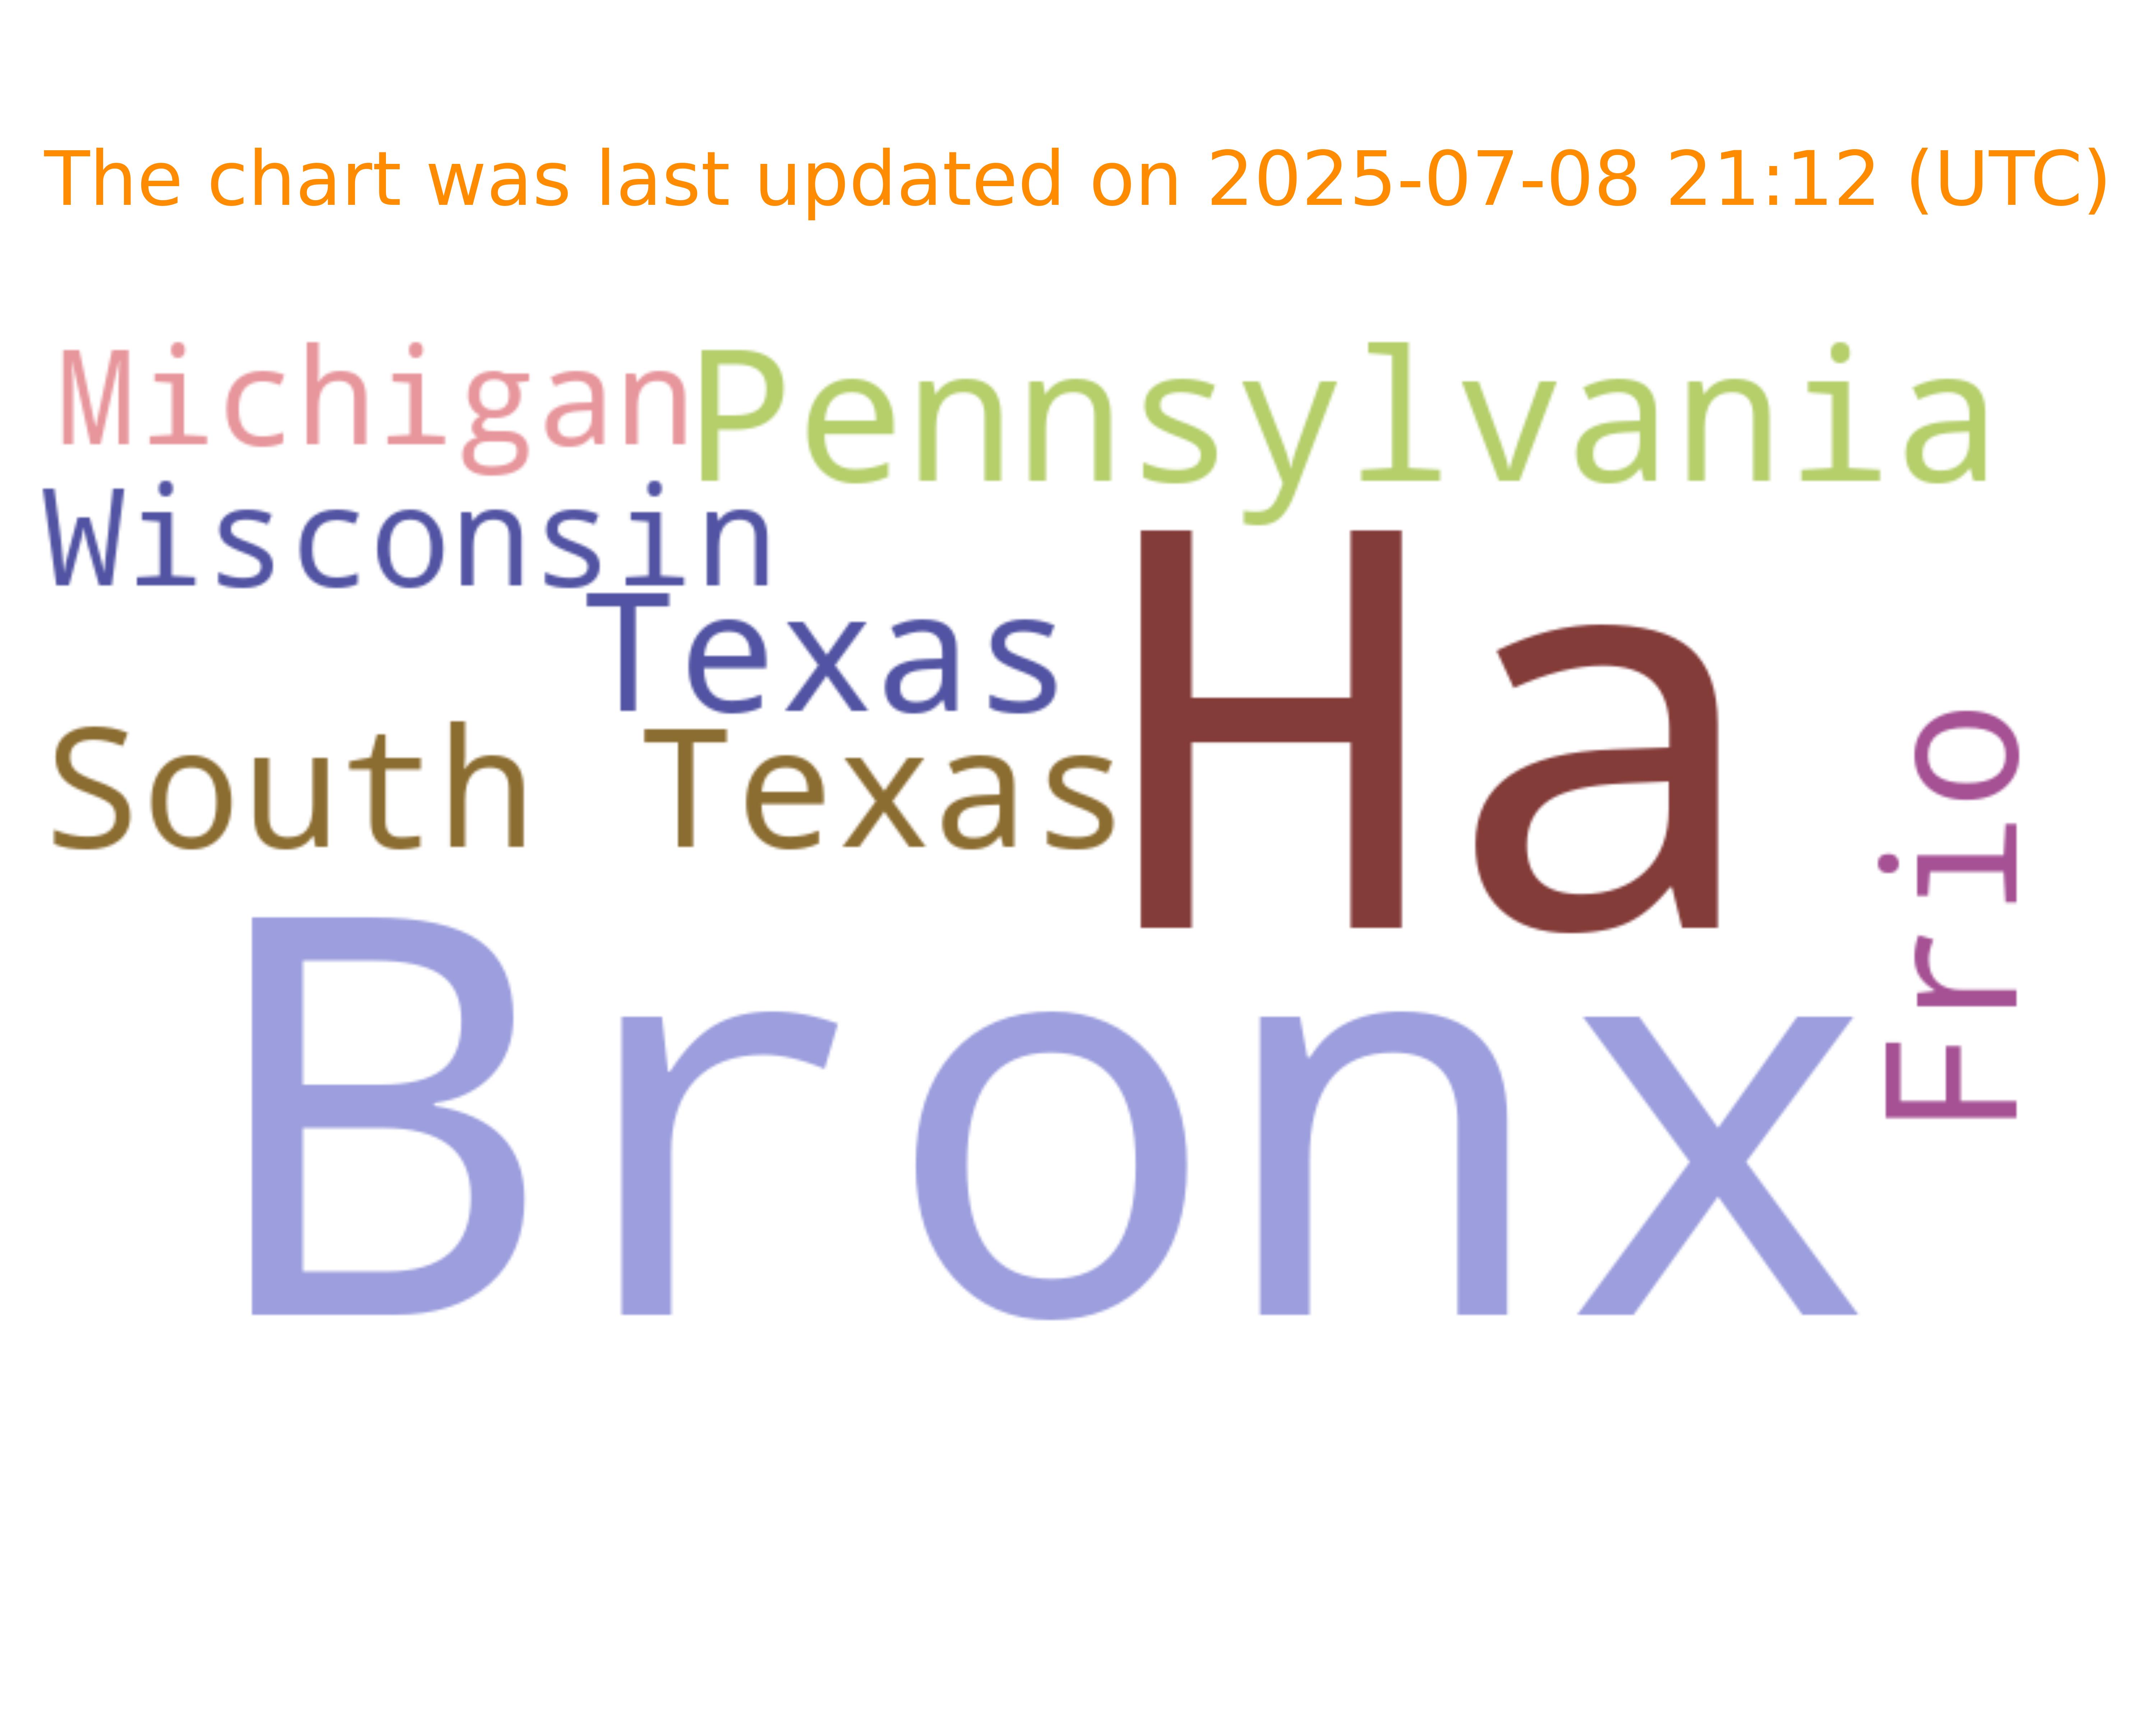 The chart was last updated on 2025-07-08 21:12 (UTC)
Michigan
Pennsylvania
Wisconsin
Texas
Ha
South Texas
Frio
Bronx